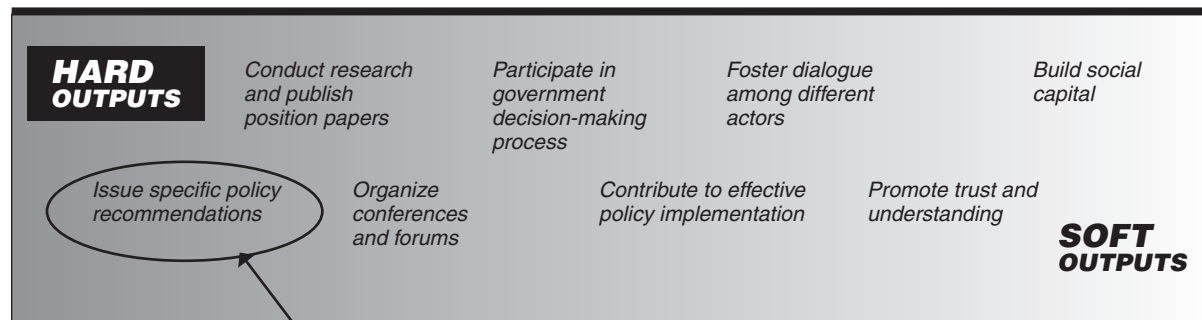 HARD
OUTPUTS
Conduct research
and publish
position papers
Participate in
government
decision-making
process
Foster dialogue
among different
actors
Build social
capital
Issue specific policy
recommendations
Organize
conferences
and forums
Contribute to effective
policy implementation
Promote trust and
understanding
SOFT
OUTPUTS